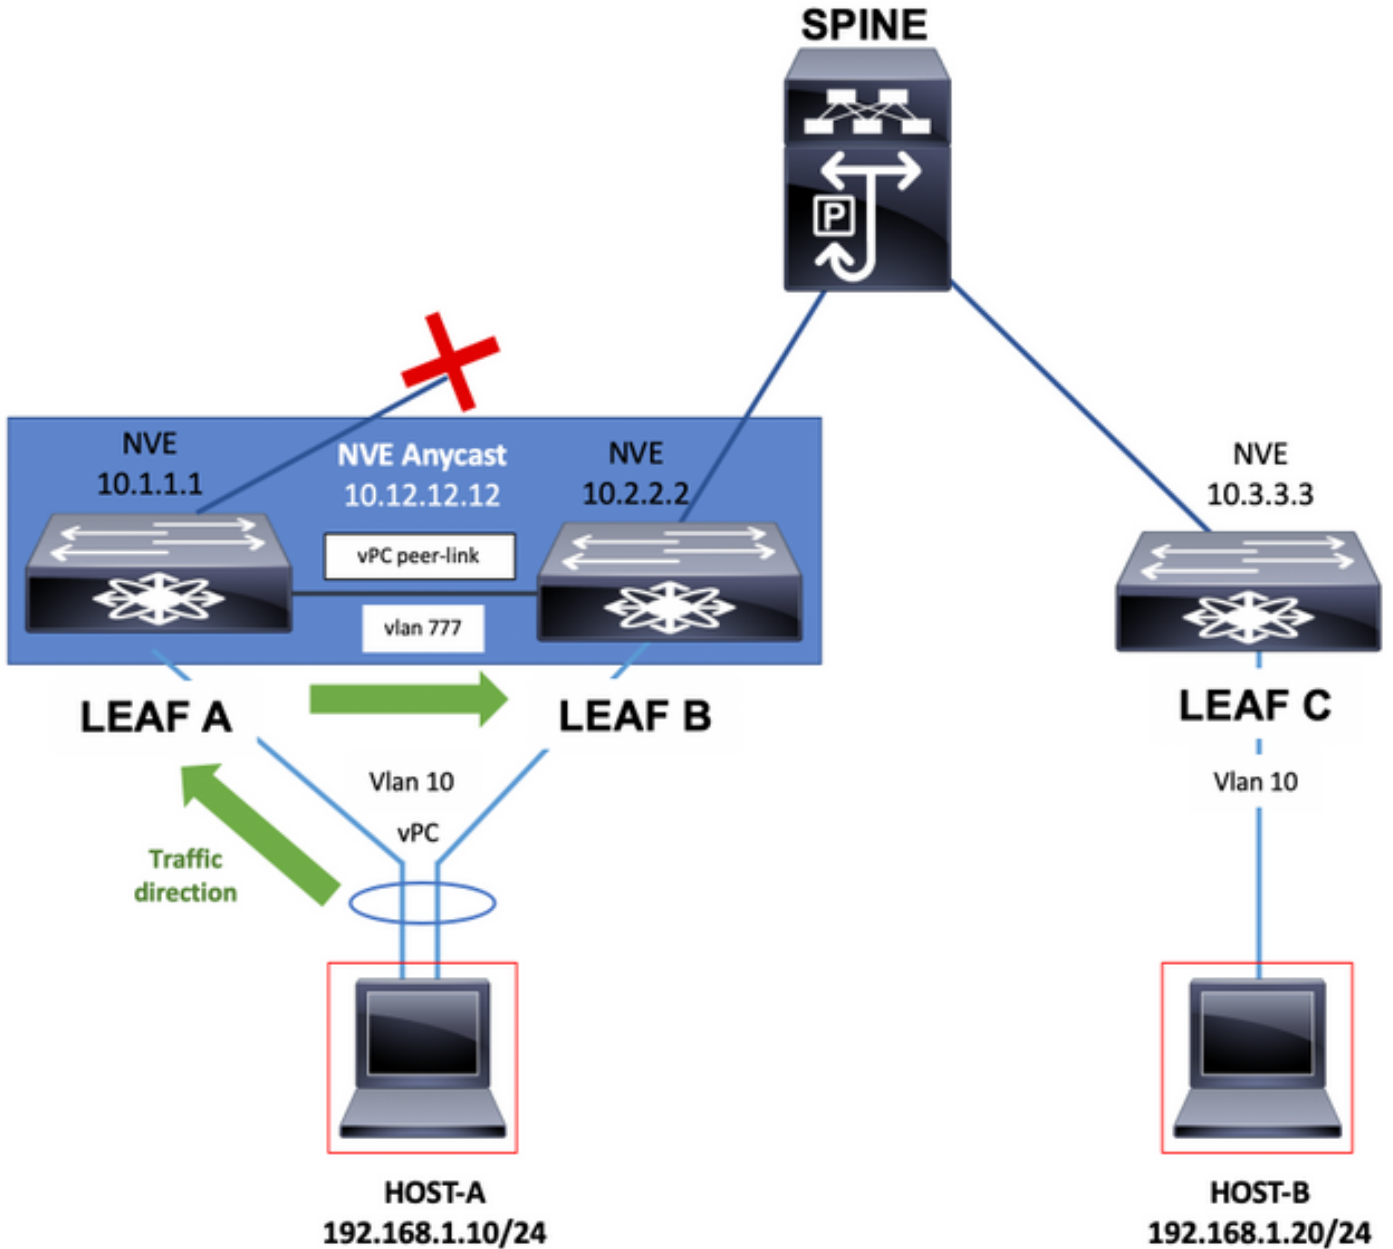 SPINE
P
NVE
10.1.1.1
NVE Anycast
10.12.12.12
NVE
10.2.2.2
NVE
10.3.3.3
vPC peer-link
vlan 777
LEAF A
LEAF B
LEAF C
Vlan 10
vPC
Vlan 10
Traffic
direction
HOST-A
192.168.1.10/24
HOST-B
192.168.1.20/24